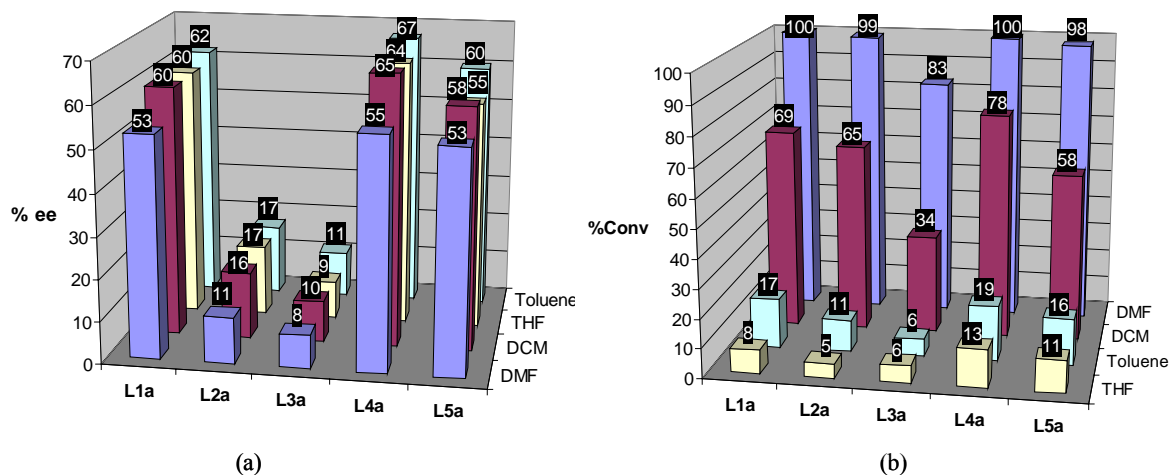 % ee
70
60
50
40
30
20
10
0
53
60
60
62
11
16
17
17
8
10
9
11
55
65
64
67
53
58
55
60
L1a
L2a
L3a
L4a
L5a
Toluene
THF
DCM
DMF
(a)
%Conv
100
90
80
70
60
50
40
30
20
10
0
100
99
83
100
98
69
65
34
78
58
17
11
6
19
16
8
5
6
13
11
L1a
L2a
L3a
L4a
L5a
DMF
DCM
Toluene
THF
(b)